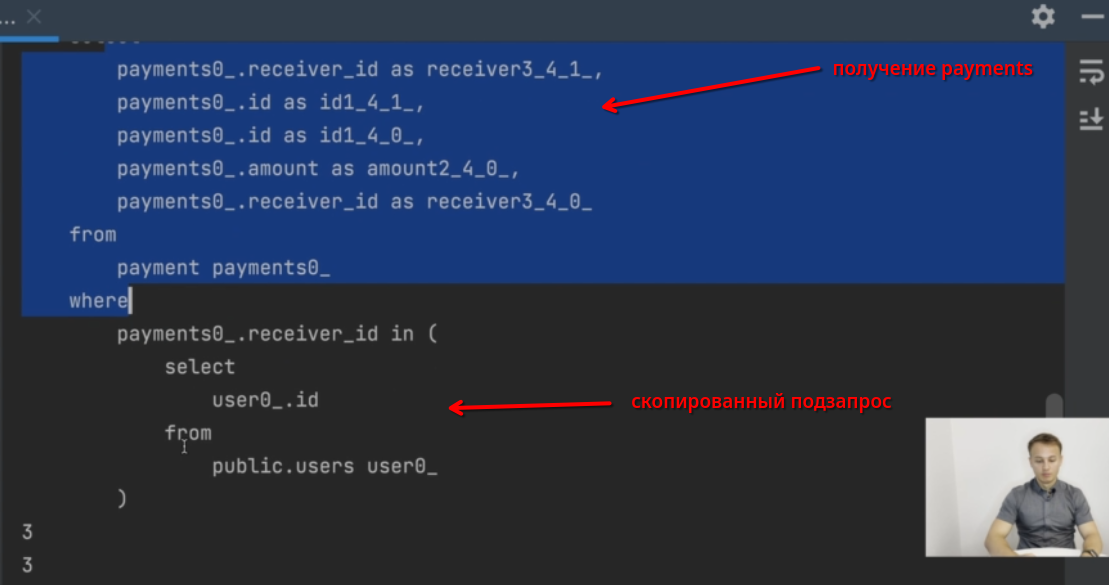 ...
payments0_.receiver_id as receiver3_4_1_,
получение payments
payments0_.id as id1_4_1_,
payments0_.id as id1_4_0_,
payments0_.amount as amount2_4_0_,
payments0_.receiver_id as receiver3_4_0_
from
payment payments0_
where
payments0_.receiver_id in (
select
user0_.id
скопированный подзапрос
from
public.users user0_
)
3
3